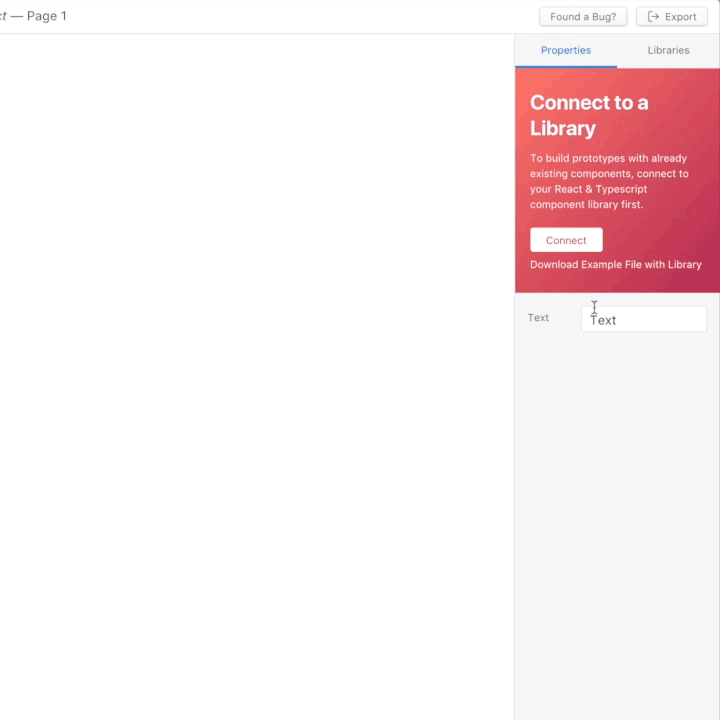 ct — Page 1
Found a Bug?
Export
Properties
Libraries
Connect to a
Library
To build prototypes with already
existing components, connect to
your React & Typescript
component library first.
Connect
Download Example File with Library
Text
Text